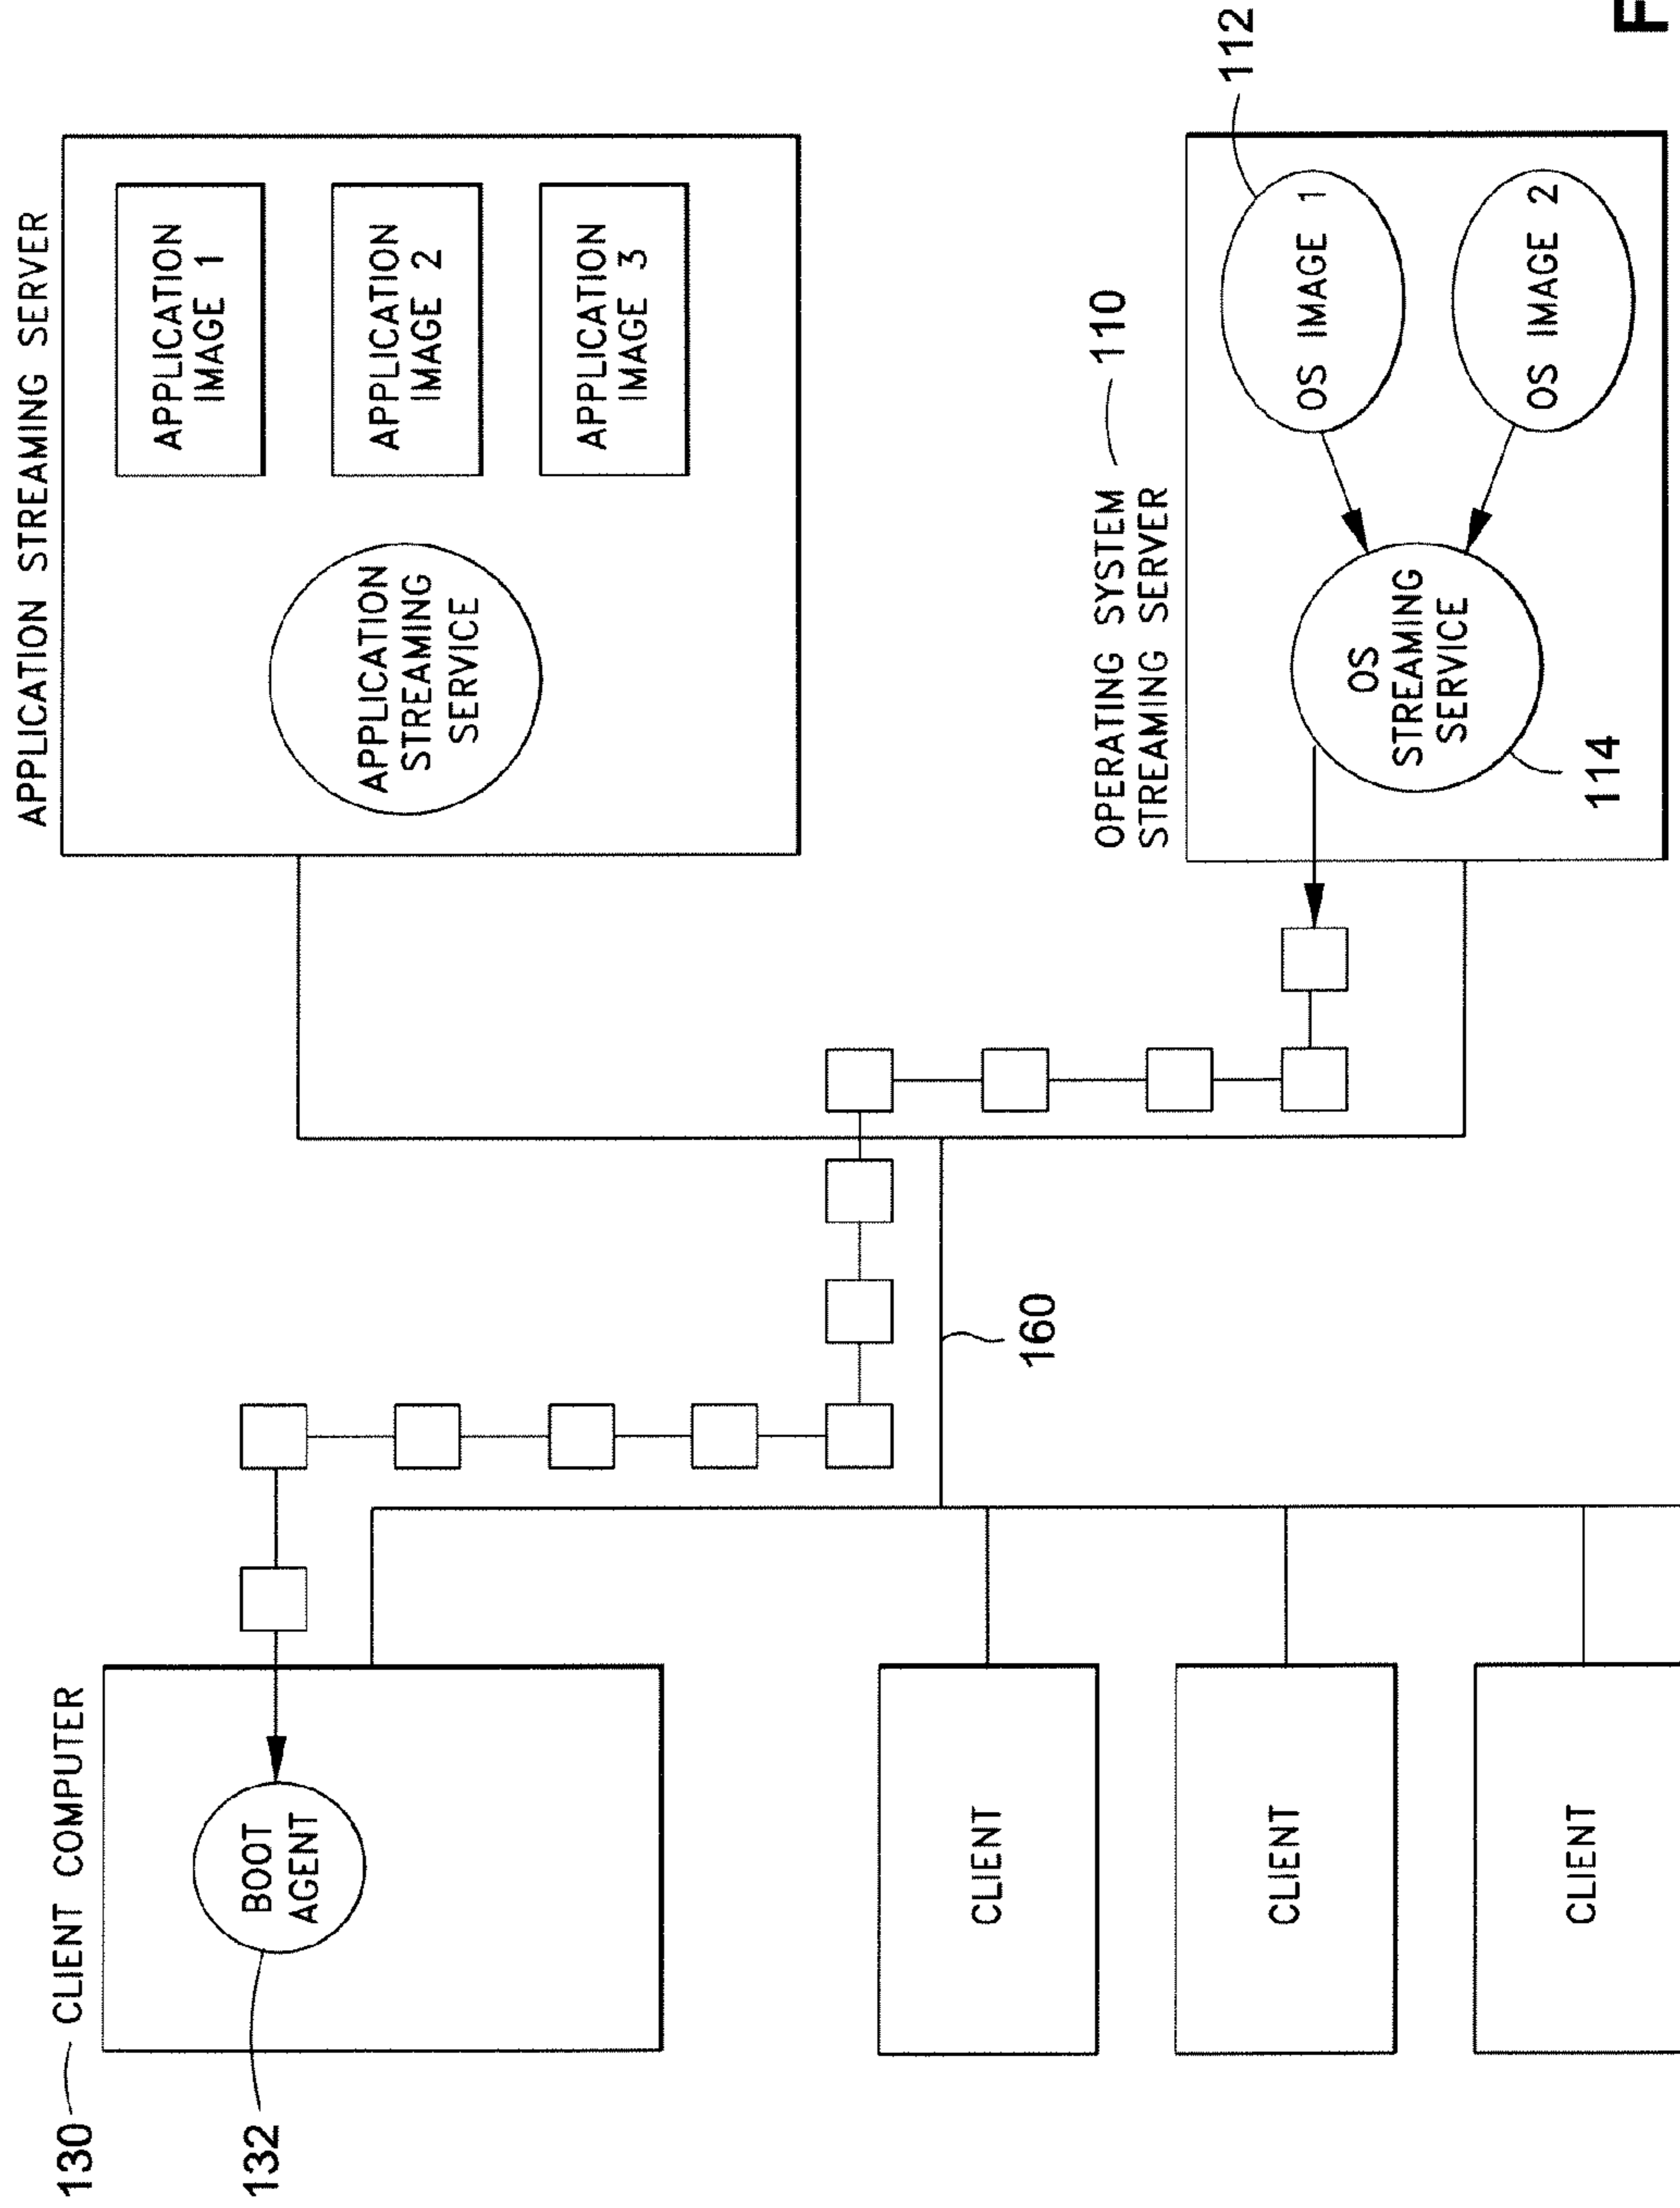 130
CLIENT COMPUTER
BOOT
AGENT
132
CLIENT
CLIENT
CLIENT
160
APPLICATION STREAMING SERVER
APPLICATION
STREAMING
SERVICE
APPLICATION
IMAGE 1
APPLICATION
IMAGE 2
APPLICATION
IMAGE 3
OPERATING SYSTEM
STREAMING SERVER
110
OS
STREAMING
SERVICE
114
OS IMAGE 1
112
OS IMAGE 2
F